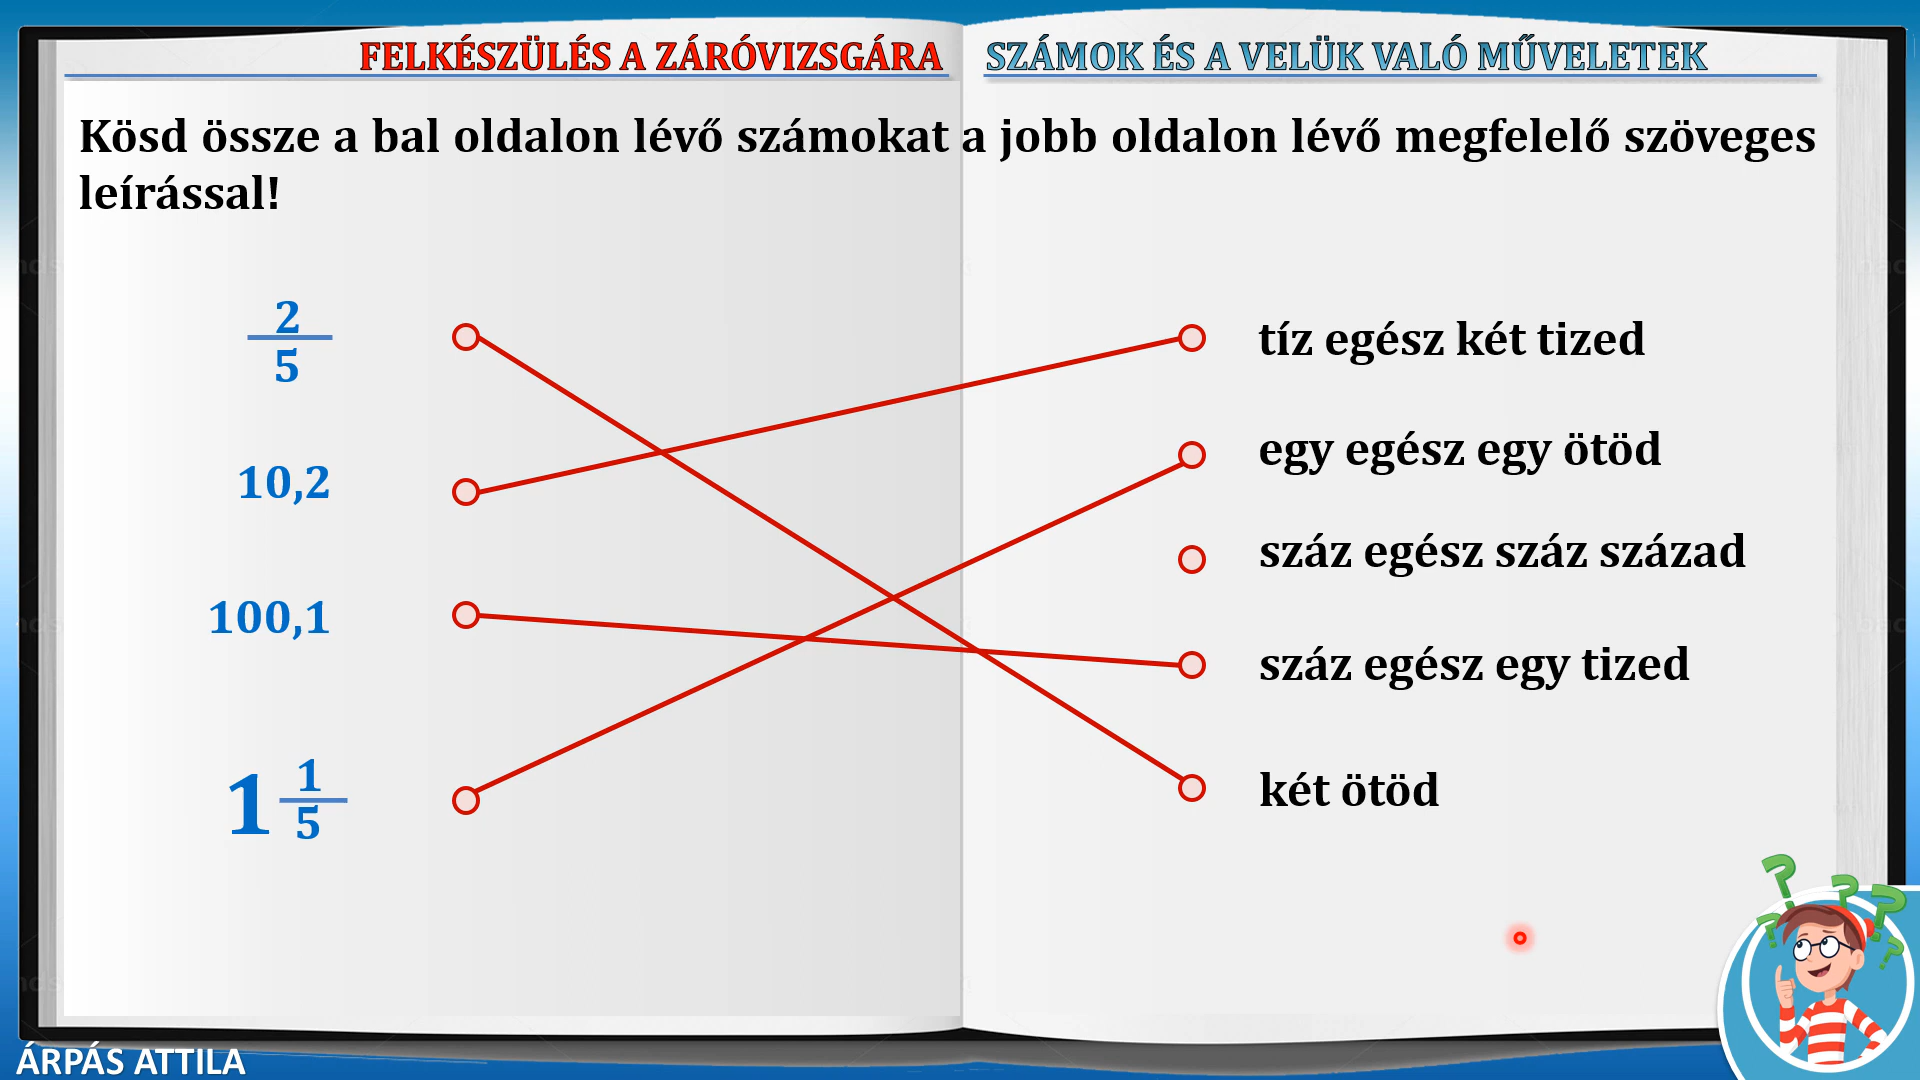 FELKÉSZÜLÉS A ZÁRÓVIZSGÁRA
SZÁMOK ÉS A VELÜK VALÓ MŰVELETEK
Kösd össze a bal oldalon lévő számokat a jobb oldalon lévő megfelelő szöveges
leírással!
2
5
10,2
100,1
1 1
5
tíz egész két tized
egy egész egy ötöd
száz egész száz század
száz egész egy tized
két ötöd
ÁRPÁS ATTILA